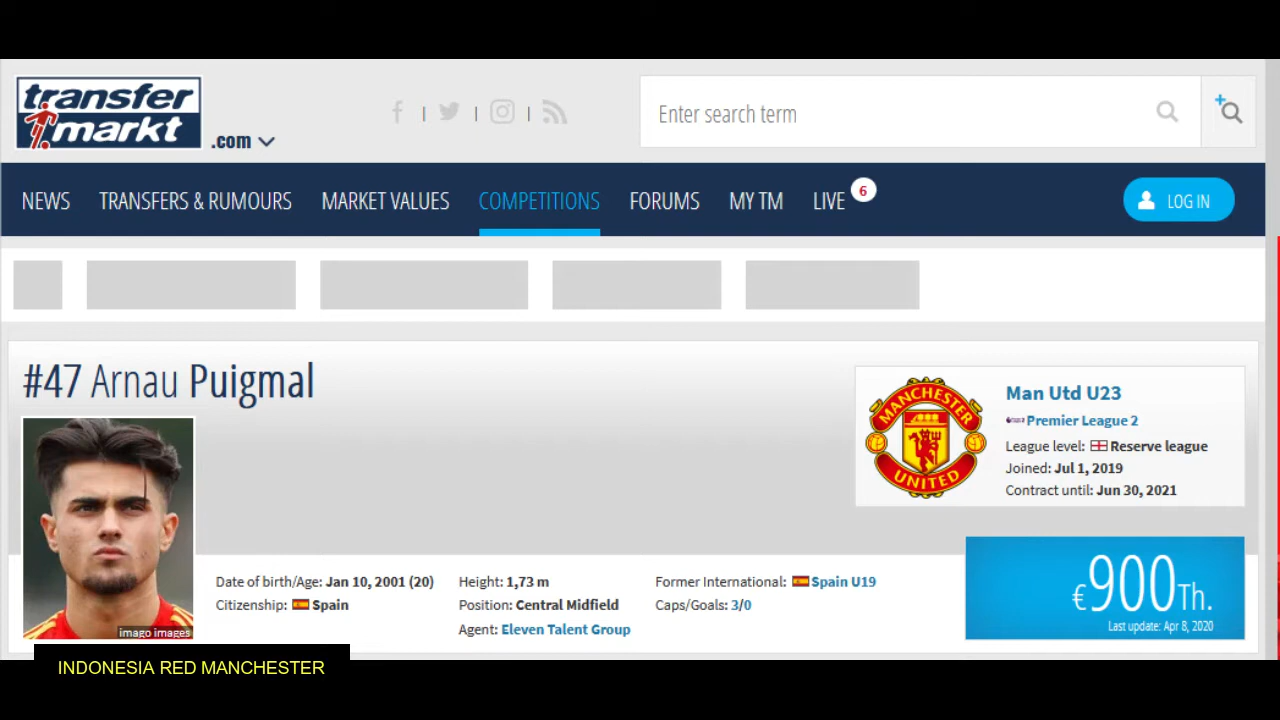 transfer
markt
.com
f | | |
Enter search term
NEWS TRANSFERS & RUMOURS MARKET VALUES COMPETITIONS FORUMS MY TM LIVE 6 LOG IN
#47 Arnau Puigmal
MANCHESTER
UNITED
Man Utd U23
Premier League 2
League level: Reserve league
Joined: Jul 1, 2019
Contract until: Jun 30, 2021
imago images
Date of birth/Age: Jan 10, 2001 (20)
Citizenship: Spain
Height: 1,73 m
Position: Central Midfield
Agent: Eleven Talent Group
Former International: Spain U19
Caps/Goals: 3/0
€900Th.
Last update: Apr 8, 2020
INDONESIA RED MANCHESTER